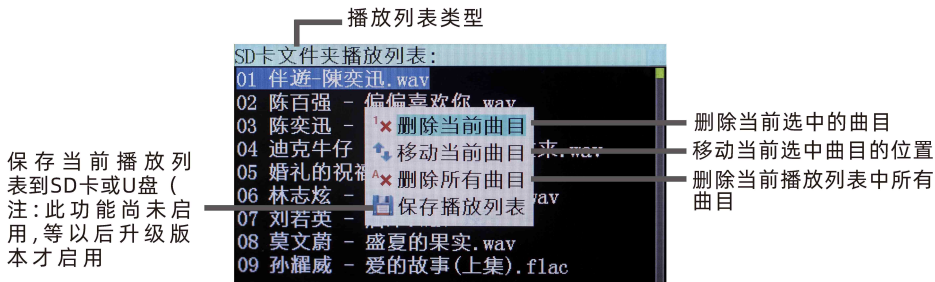 播放列表类型
SD卡文件夹播放列表:
01 伴遊-陳奕迅.wav
02 陈百强 - 偏偏喜欢你.wav
03 陈奕迅 -
04 迪克牛仔 来.wav
05 婚礼的祝福
06 林志炫 - wav
07 刘若英 -
08 莫文蔚 - 盛夏的果实.wav
09 孙耀威 - 爱的故事(上集).flac
删除当前曲目
移动当前曲目
删除所有曲目
保存播放列表
删除当前选中的曲目
移动当前选中曲目的位置
删除当前播放列表中所有
曲目
保存当前播放列
表到SD卡或U盘（
注:此功能尚未启
用,等以后升级版
本才启用